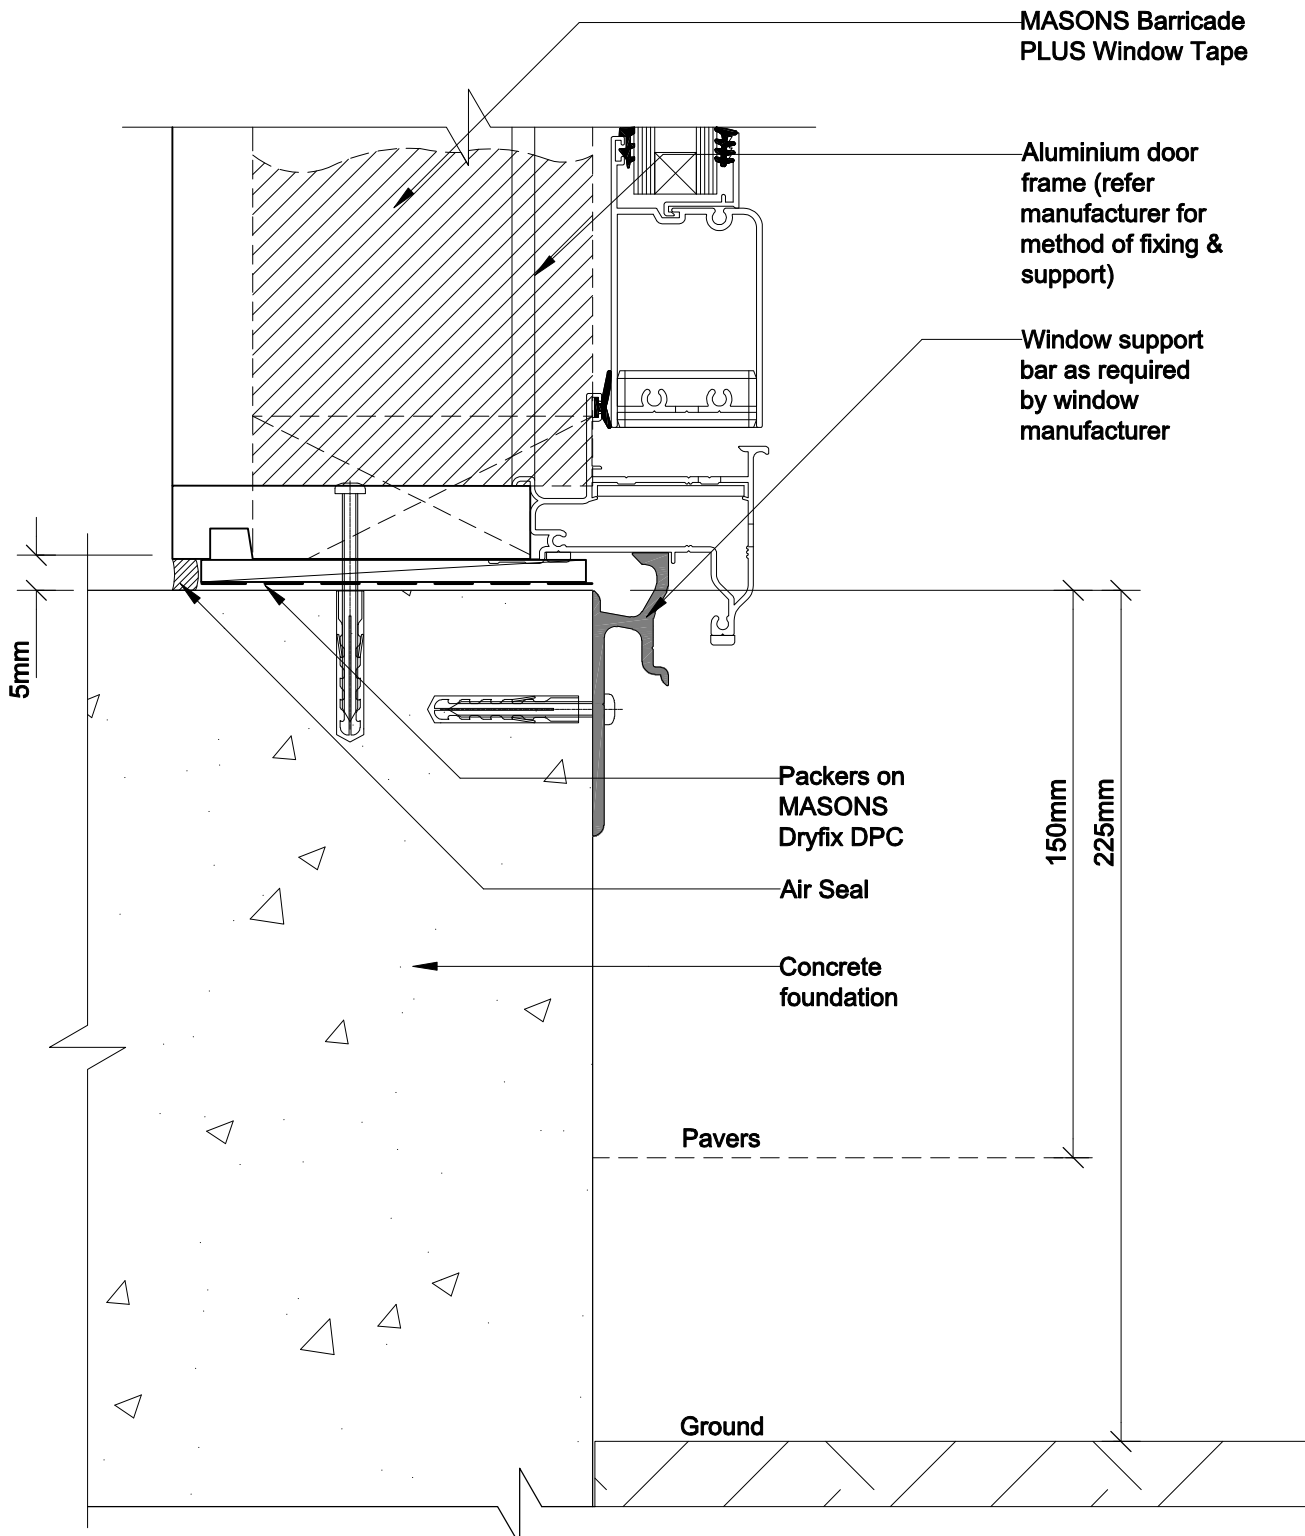 MASONS Barricade
PLUS Window Tape
Aluminium door
frame (refer
manufacturer for
method of fixing &
support)
Window support
bar as required
by window
manufacturer
5mm
Packers on
MASONS
Dryfix DPC
150mm
225mm
Air Seal
Concrete
foundation
Pavers
Ground